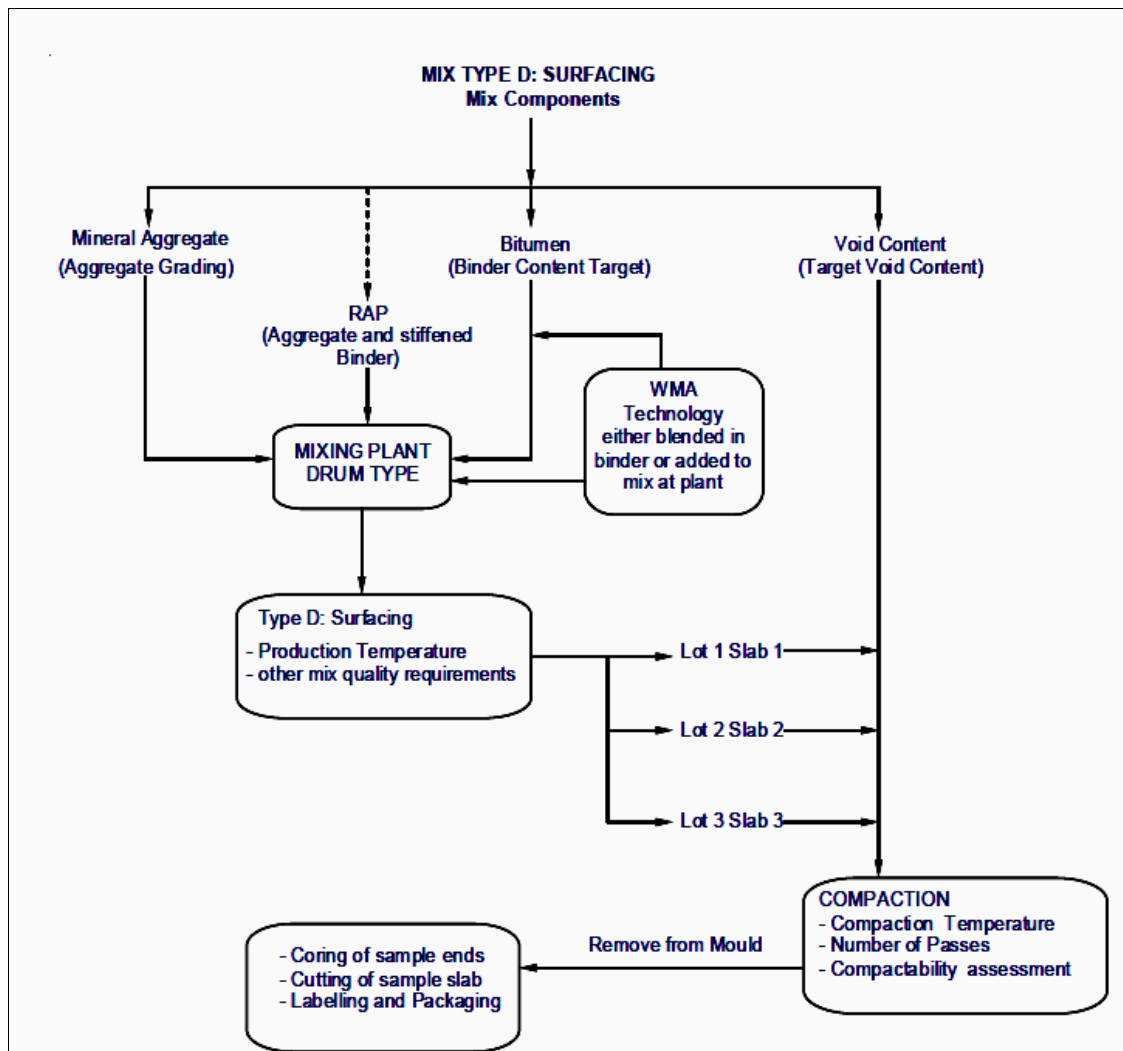 MIX TYPE D: SURFACING
Mix Components
Mineral Aggregate
(Aggregate Grading)
Bitumen
(Binder Content Target)
Void Content
(Target Void Content)
RAP
(Aggregate and stiffened
Binder)
WMA
Technology
either blended in
binder or added to
mix at plant
MIXING PLANT
DRUM TYPE
Type D: Surfacing
- Production Temperature
- other mix quality requirements
Lot 1 Slab 1
Lot 2 Slab 2
Lot 3 Slab 3
COMPACTION
- Compaction Temperature
- Number of Passes
- Compactability assessment
Remove from Mould
- Coring of sample ends
- Cutting of sample slab
- Labelling and Packaging